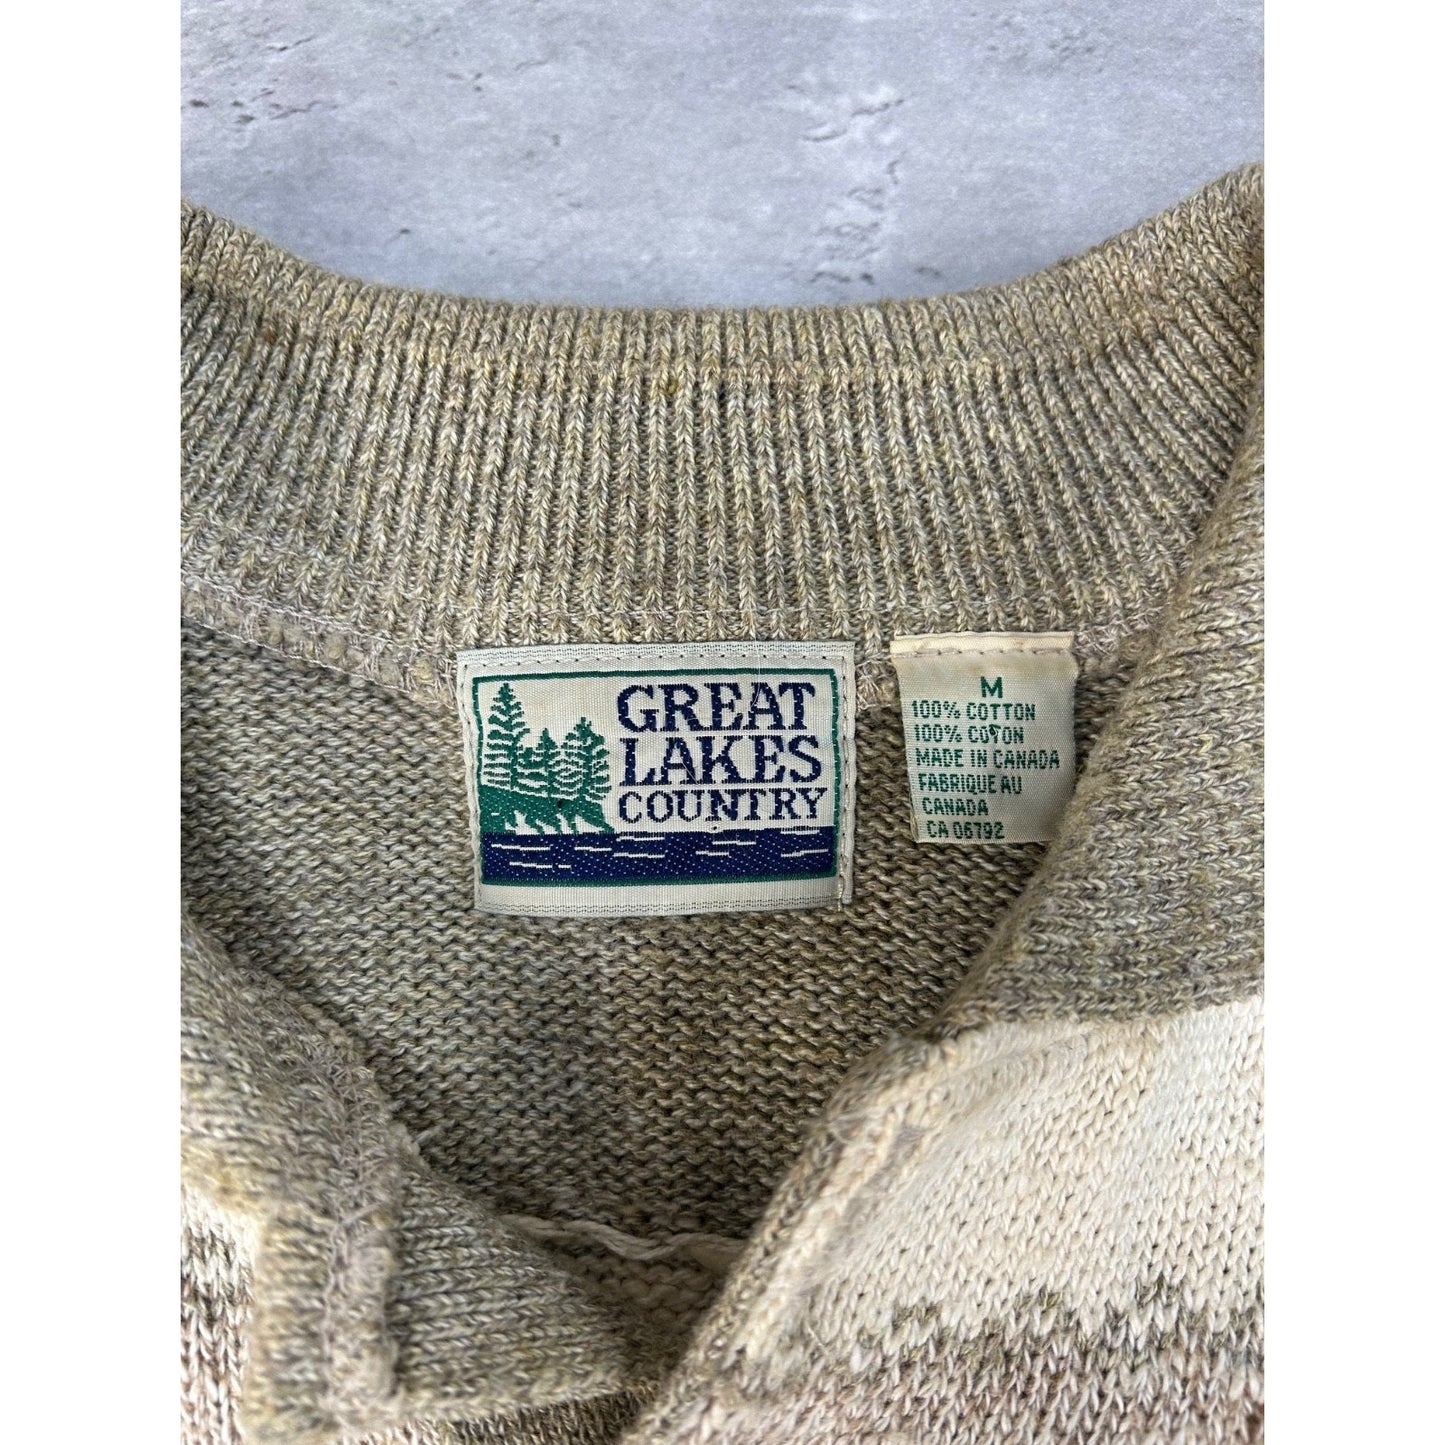 GREAT
LAKES
COUNTRY
M
100% COTTON
100% COTON
MADE IN CANADA
FABRIQUE AU
CANADA
CA 06792